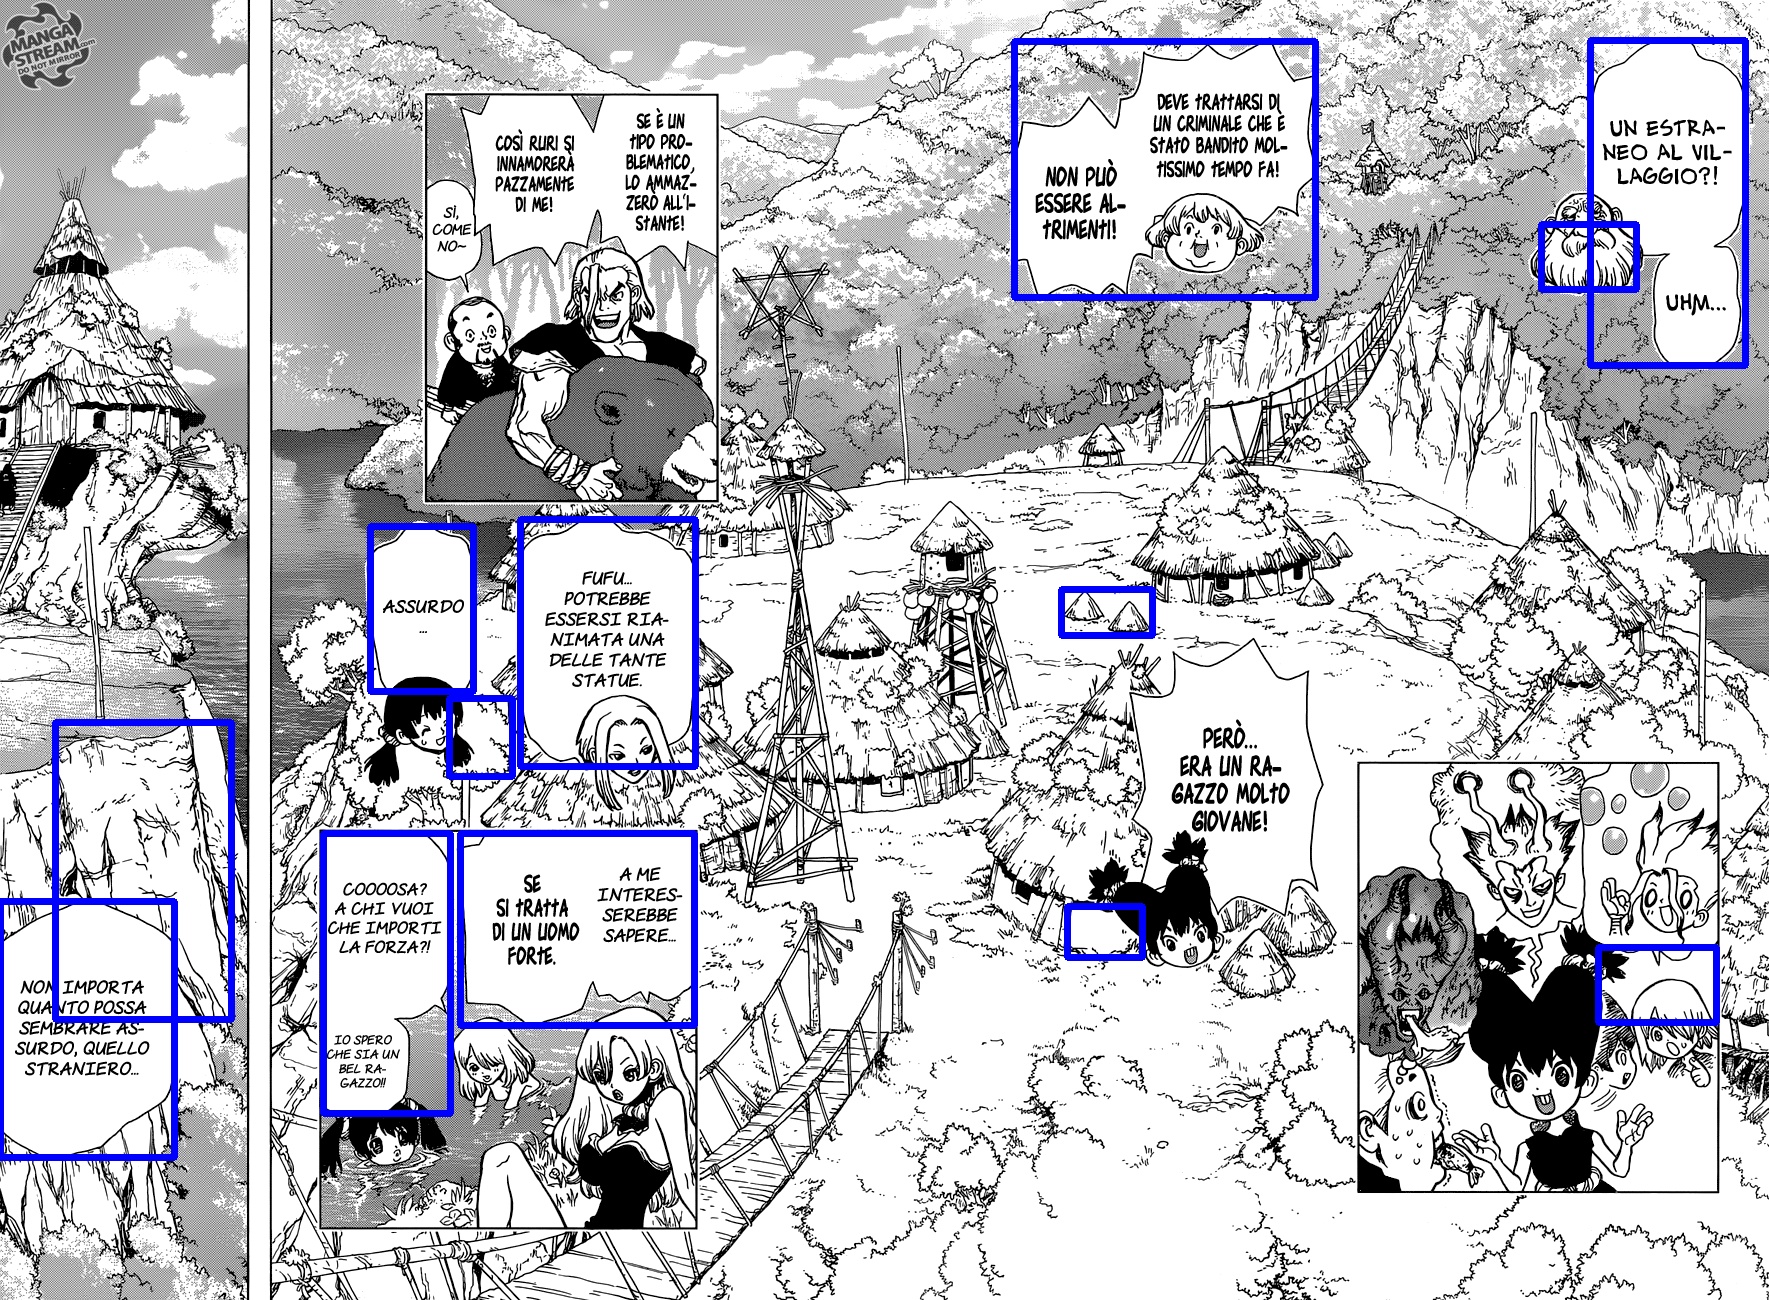 MANGA
STREAM.com
DO NOT MIRROR
UN ESTRA-
NEO AL VIL-
LAGGIO?!
UHM...
DEVE TRATTARSI DI
UN CRIMINALE CHE È
STATO BANDITO MOL-
TISSIMO TEMPO FA!
NON PUÒ
ESSERE AL-
TRIMENTI!
SE È UN
TIPO PRO-
BLEMATICO,
LO AMMAZ-
ZERÒ ALL'I-
STANTE!
COSÌ RURI SI
INNAMORERÀ
PAZZAMENTE
DI ME!
SÌ,
COME
NO~
PERÒ...
ERA UN RA-
GAZZO MOLTO
GIOVANE!
FUFU...
POTREBBE
ESSERSI RIA-
NIMATA UNA
DELLE TANTE
STATUE.
ASSURDO
...
A ME
INTERES-
SEREBBE
SAPERE...
SE
SI TRATTA
DI UN UOMO
FORTE.
COOOOSA?
A CHI VUOI
CHE IMPORTI
LA FORZA?!
IO SPERO
CHE SIA UN
BEL RA-
GAZZO!!
NON IMPORTA
QUANTO POSSA
SEMBRARE AS-
SURDO, QUELLO
STRANIERO...